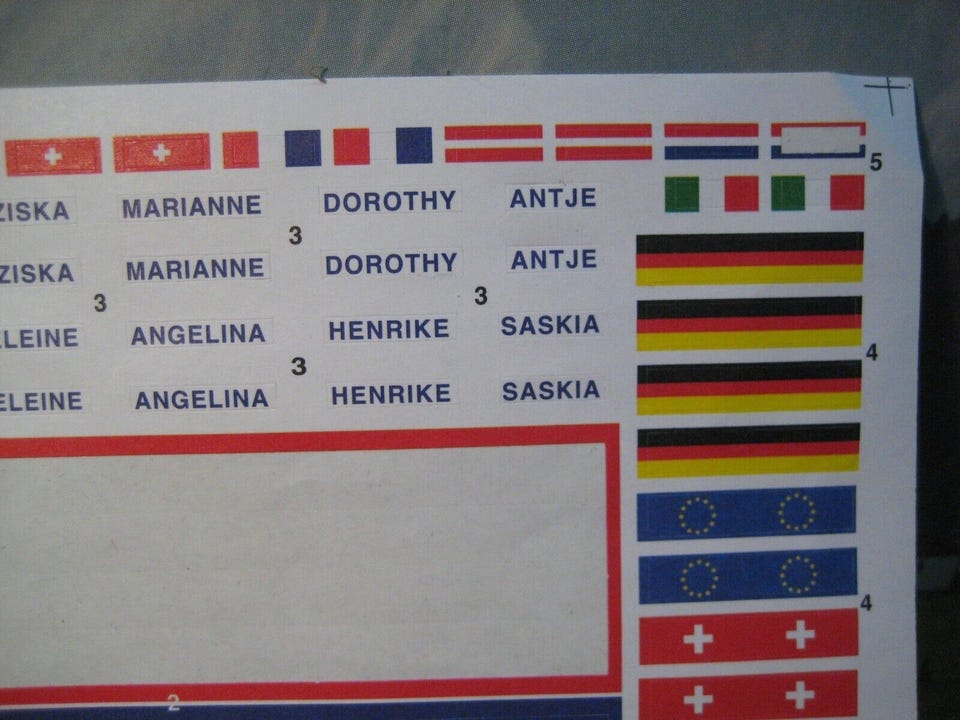 5
ZISKA MARIANNE DOROTHY ANTJE
3
ZISKA MARIANNE DOROTHY ANTJE
3 3
LEINE ANGELINA HENRIKE SASKIA
3 4
ELEINE ANGELINA HENRIKE SASKIA
4
2